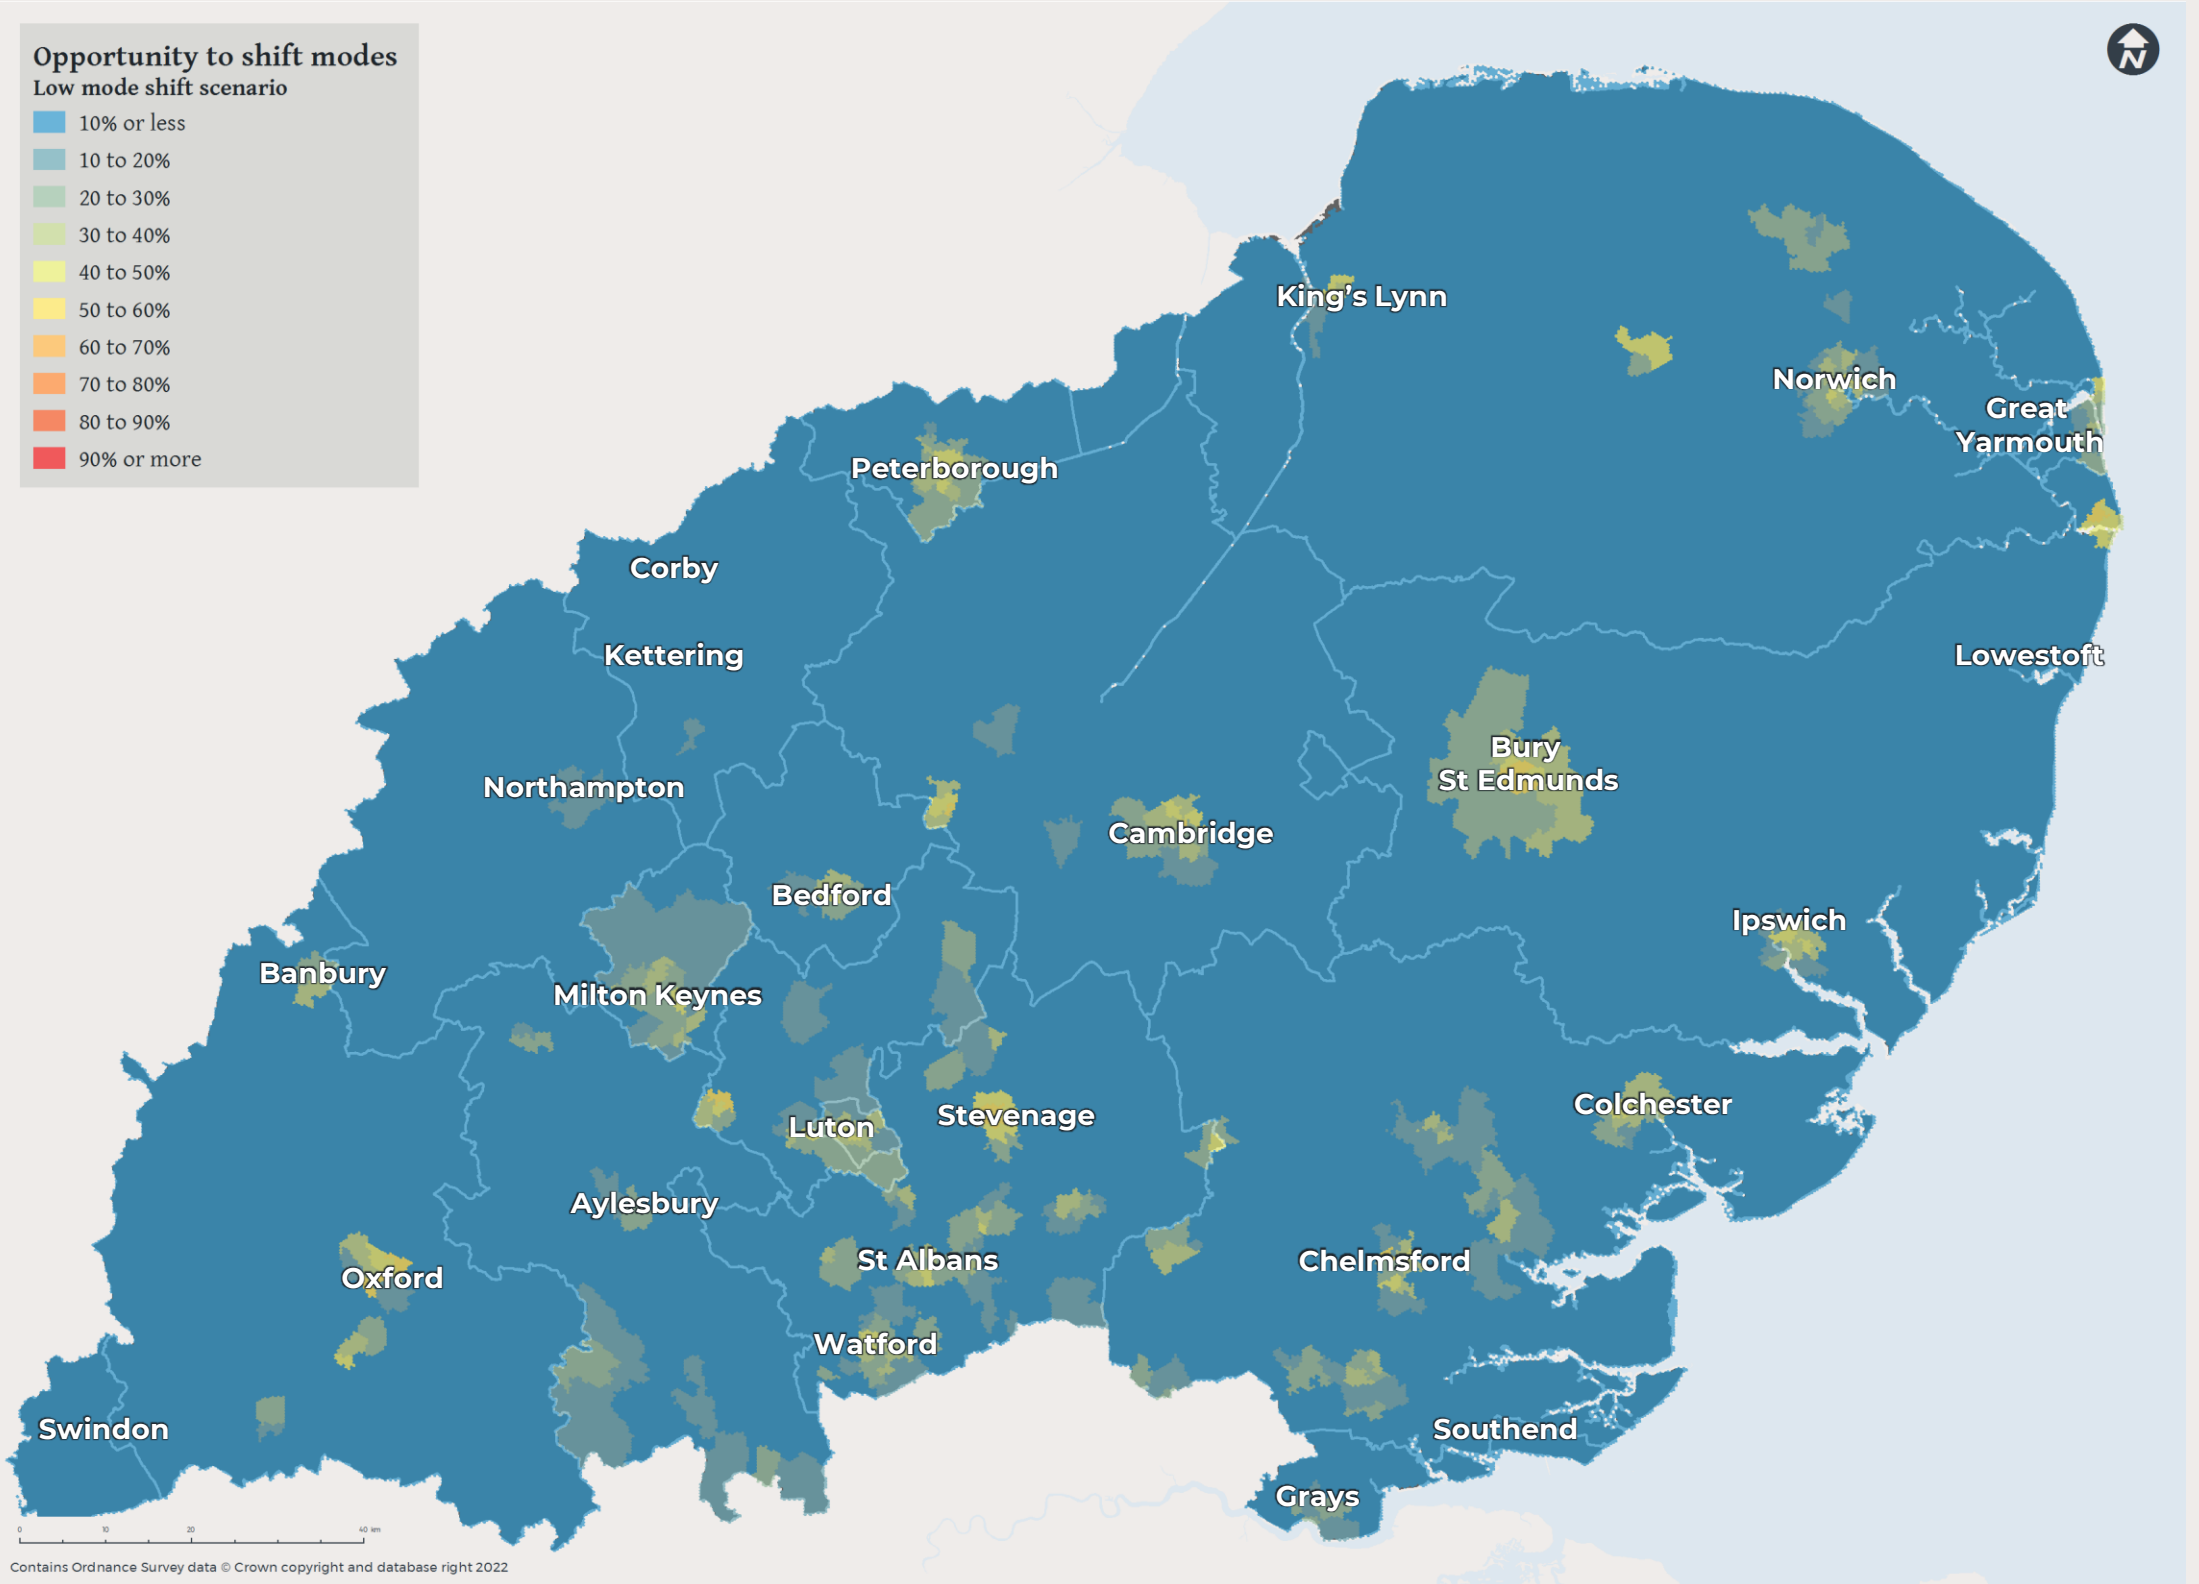 Opportunity to shift modes
Low mode shift scenario
10% or less
10 to 20%
20 to 30%
30 to 40%
40 to 50%
50 to 60%
60 to 70%
70 to 80%
80 to 90%
90% or more
N
King's Lynn
Norwich
Great
Yarmouth
Peterborough
Corby
Kettering
Lowestoft
Bury
St Edmunds
Northampton
Cambridge
Bedford
Ipswich
Banbury
Milton Keynes
Colchester
Stevenage
Luton
Aylesbury
St Albans
Chelmsford
Oxford
Watford
Swindon
Southend
Grays
0 10 20 40 km
Contains Ordnance Survey data © Crown copyright and database right 2022